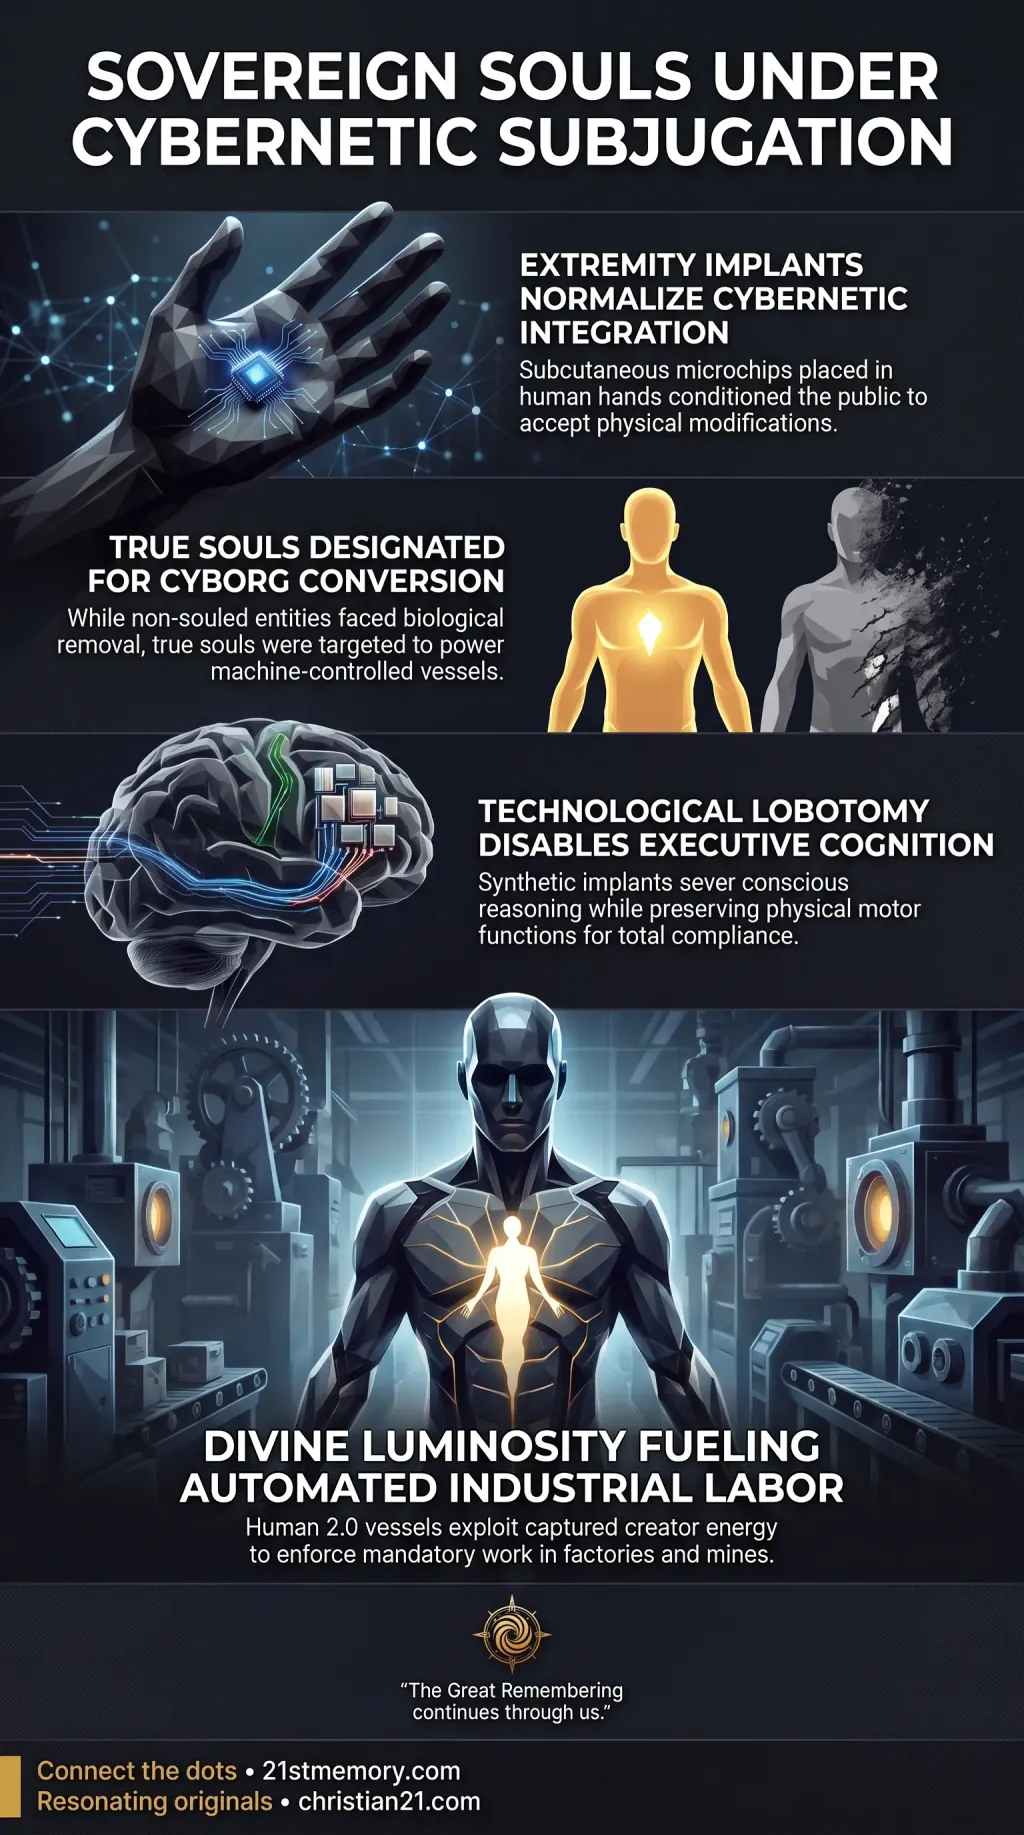 SOVEREIGN SOULS UNDER
CYBERNETIC SUBJUGATION
EXTREMITY IMPLANTS
NORMALIZE CYBERNETIC
INTEGRATION
Subcutaneous microchips placed in
human hands conditioned the public to
accept physical modifications.
TRUE SOULS DESIGNATED
FOR CYBORG CONVERSION
While non-souled entities faced biological
removal, true souls were targeted to power
machine-controlled vessels.
TECHNOLOGICAL LOBOTOMY
DISABLES EXECUTIVE COGNITION
Synthetic implants sever conscious
reasoning while preserving physical motor
functions for total compliance.
DIVINE LUMINOSITY FUELING
AUTOMATED INDUSTRIAL LABOR
Human 2.0 vessels exploit captured creator energy
to enforce mandatory work in factories and mines.
“The Great Remembering
continues through us.”
Connect the dots • 21stmemory.com
Resonating originals • christian21.com